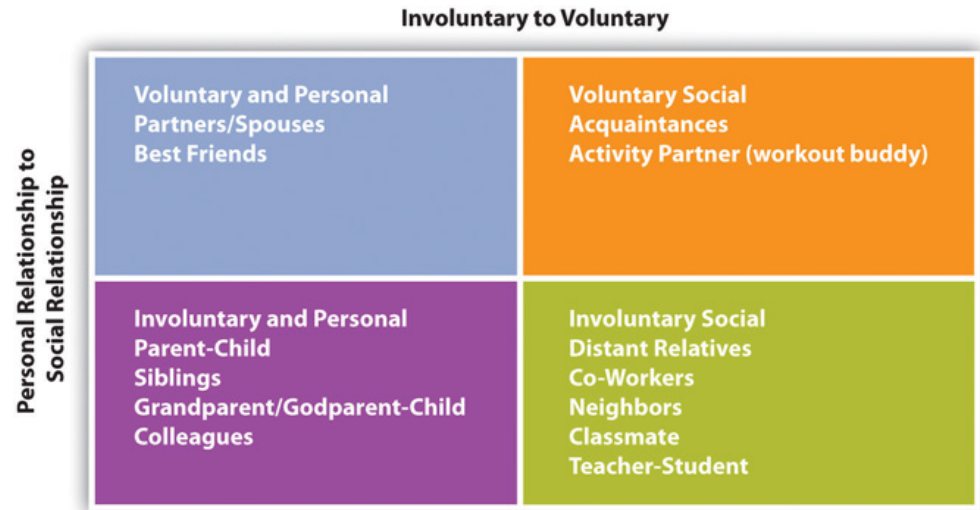 Involuntary to Voluntary
Personal Relationship to
Social Relationship
Voluntary and Personal
Partners/Spouses
Best Friends
Voluntary Social
Acquaintances
Activity Partner (workout buddy)
Involuntary and Personal
Parent-Child
Siblings
Grandparent/Godparent-Child
Colleagues
Involuntary Social
Distant Relatives
Co-Workers
Neighbors
Classmate
Teacher-Student